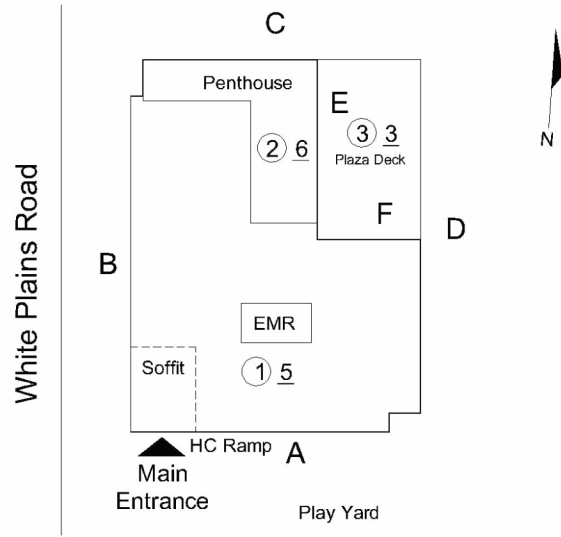 C
Penthouse
E
② 6
③ 3
Plaza Deck
N
F
D
B
White Plains Road
EMR
Soffit
① 5
HC Ramp
A
Main
Entrance
Play Yard